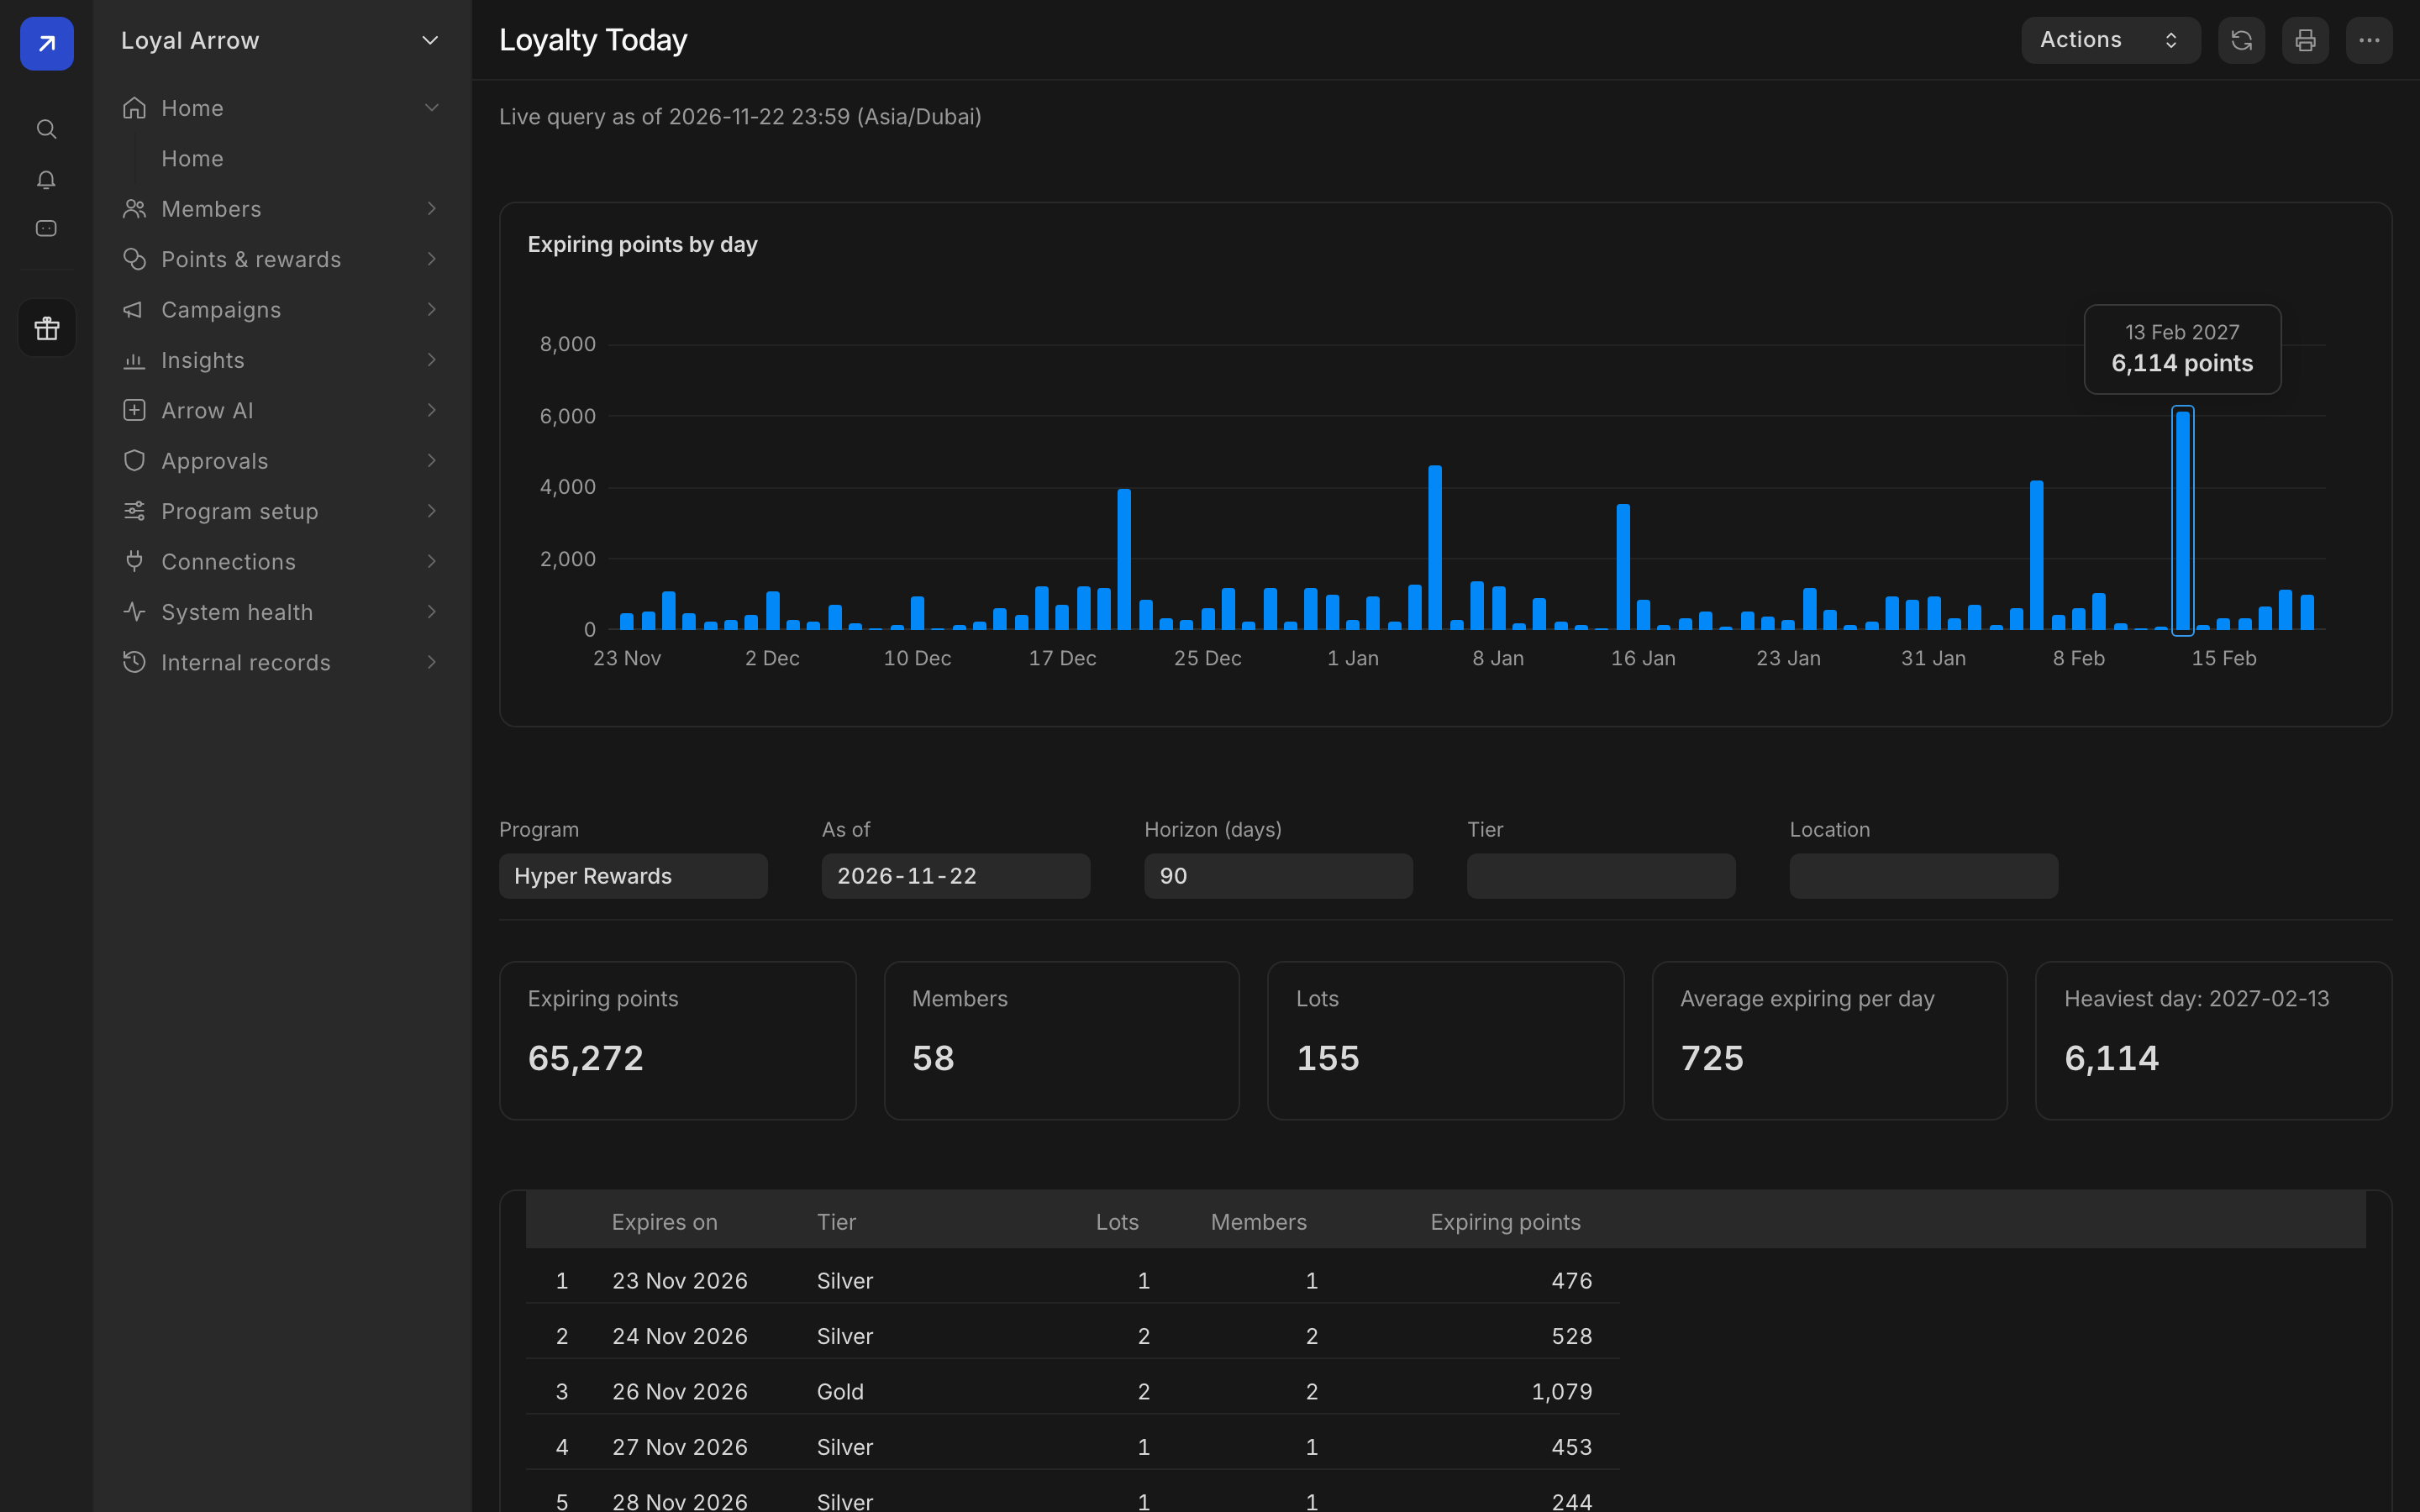 Loyal Arrow
Home
Home
Members
Points & rewards
Campaigns
Insights
Arrow AI
Approvals
Program setup
Connections
System health
Internal records
Loyalty Today
Actions
Live query as of 2026-11-22 23:59 (Asia/Dubai)
Expiring points by day
13 Feb 2027
6,114 points
8,000
6,000
4,000
2,000
0
23 Nov 2 Dec 10 Dec 17 Dec 25 Dec 1 Jan 8 Jan 16 Jan 23 Jan 31 Jan 8 Feb 15 Feb
Program As of Horizon (days) Tier Location
Hyper Rewards 2026-11-22 90
Expiring points Members Lots Average expiring per day Heaviest day: 2027-02-13
65,272 58 155 725 6,114
Expires on Tier Lots Members Expiring points
1 23 Nov 2026 Silver 1 1 476
2 24 Nov 2026 Silver 2 2 528
3 26 Nov 2026 Gold 2 2 1,079
4 27 Nov 2026 Silver 1 1 453
5 28 Nov 2026 Silver 1 1 244